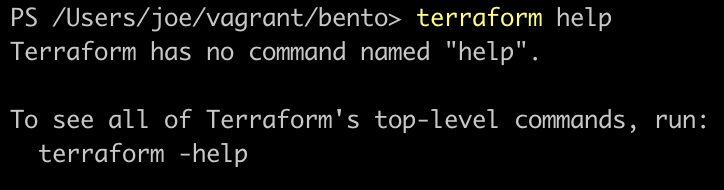 PS /Users/joe/vagrant/bento> terraform help
Terraform has no command named "help".
To see all of Terraform's top-level commands, run:
  terraform -help